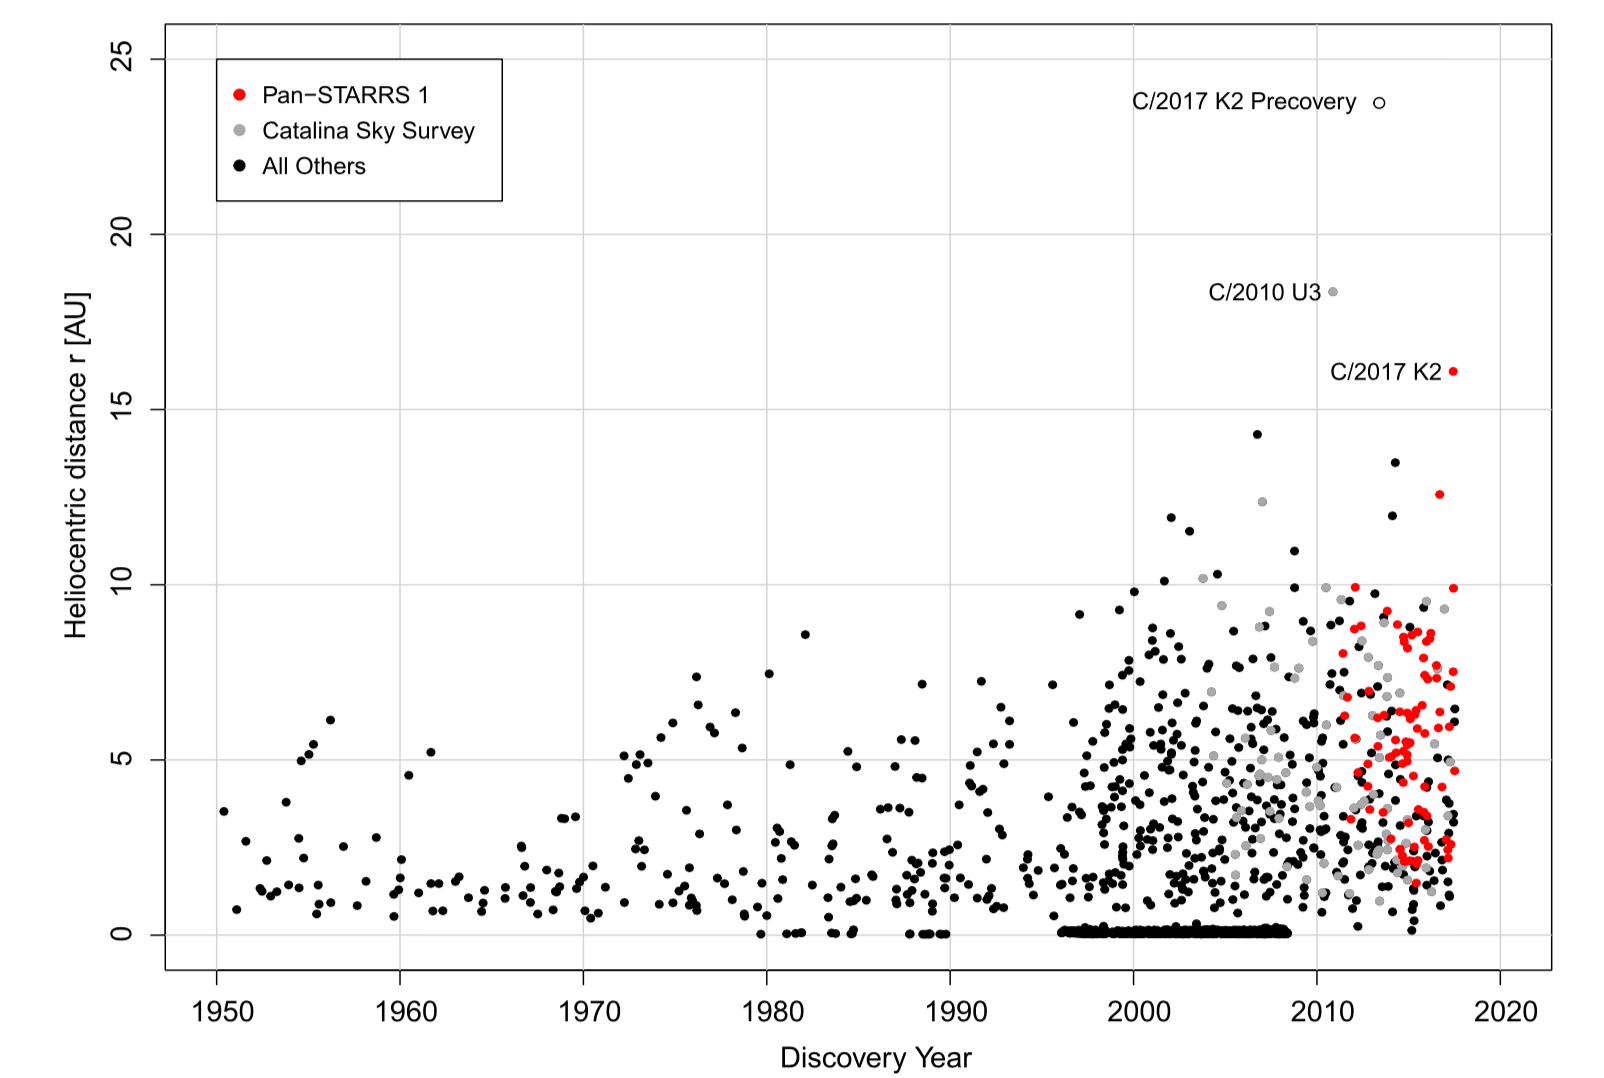 25
20
15
10
5
0
Heliocentric distance r [AU]
Pan−STARRS 1
Catalina Sky Survey
All Others
C/2017 K2 Precovery
C/2010 U3
C/2017 K2
1950 1960 1970 1980 1990 2000 2010 2020
Discovery Year